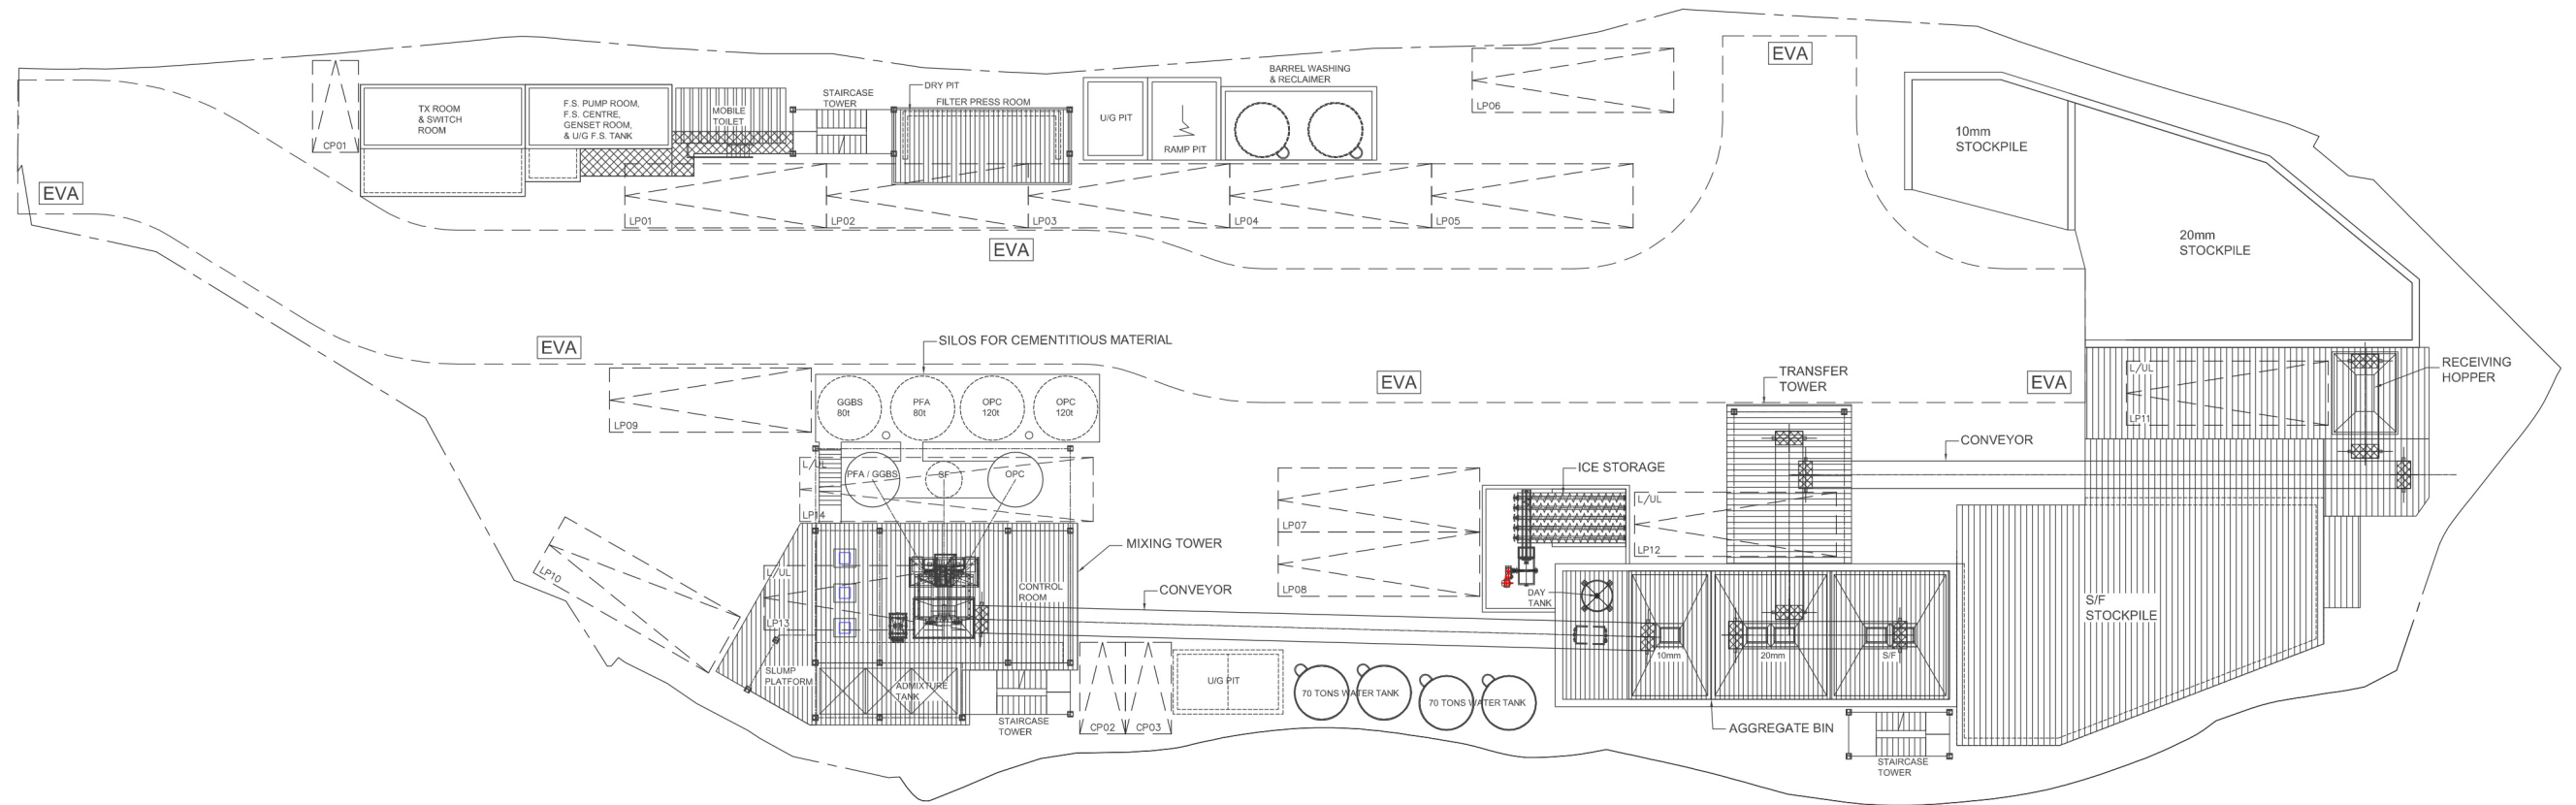 EVA
BARREL WASHING
& RECLAIMER
DRY PIT
STAIRCASE
TOWER
FILTER PRESS ROOM
TX ROOM
& SWITCH
ROOM
F.S. PUMP ROOM,
F.S. CENTRE,
GENSET ROOM,
& U/G F.S. TANK
MOBILE
TOILET
U/G PIT
RAMP PIT
LP06
CP01
10mm
STOCKPILE
EVA
LP01
LP02
LP03
LP04
LP05
20mm
STOCKPILE
EVA
SILOS FOR CEMENTITIOUS MATERIAL
EVA
EVA
TRANSFER
TOWER
EVA
RECEIVING
HOPPER
L/UL
LP11
GGBS
80t
PFA
80t
OPC
120t
OPC
120t
LP09
CONVEYOR
L/UL
PFA / GGBS
SF
OPC
LP14
ICE STORAGE
L/UL
LP07
LP12
MIXING TOWER
LP10
L/UL
CONTROL
ROOM
CONVEYOR
LP08
DAY
TANK
LP13
S/F
STOCKPILE
SLUMP
PLATFORM
ADMIXTURE
TANK
10mm
20mm
S/F
U/G PIT
70 TONS WATER TANK
70 TONS WATER TANK
STAIRCASE
TOWER
CP02
CP03
AGGREGATE BIN
STAIRCASE
TOWER